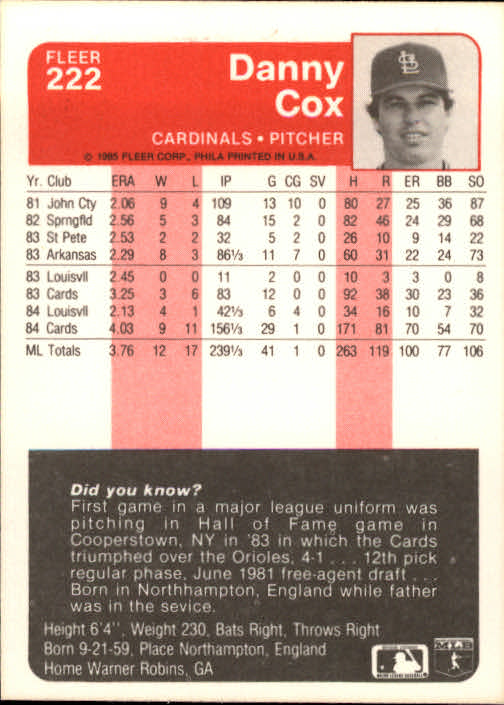 FLEER
222
Danny
Cox
CARDINALS • PITCHER
© 1985 FLEER CORP., PHILA PRINTED IN U.S.A.
Yr. Club ERA W L IP G CG SV H R ER BB SO
81 John Cty 2.06 9 4 109 13 10 0 80 27 25 36 87
82 Sprngfld 2.56 5 3 84 15 2 0 82 46 24 29 68
83 St Pete 2.53 2 2 32 5 2 0 26 10 9 14 22
83 Arkansas 2.29 8 3 86⅓ 11 7 0 60 31 22 24 73
83 Louisvll 2.45 0 0 11 2 0 0 10 3 3 0 8
83 Cards 3.25 3 6 83 12 0 0 92 38 30 23 36
84 Louisvll 2.13 4 1 42⅓ 6 4 0 34 16 10 7 32
84 Cards 4.03 9 11 156⅓ 29 1 0 171 81 70 54 70
ML Totals 3.76 12 17 239⅓ 41 1 0 263 119 100 77 106
Did you know?
First game in a major league uniform was
pitching in Hall of Fame game in
Cooperstown, NY in '83 in which the Cards
triumphed over the Orioles, 4-1 . . . 12th pick
regular phase, June 1981 free-agent draft . . .
Born in Northhampton, England while father
was in the sevice.
Height 6'4", Weight 230, Bats Right, Throws Right
Born 9-21-59, Place Northampton, England
Home Warner Robins, GA